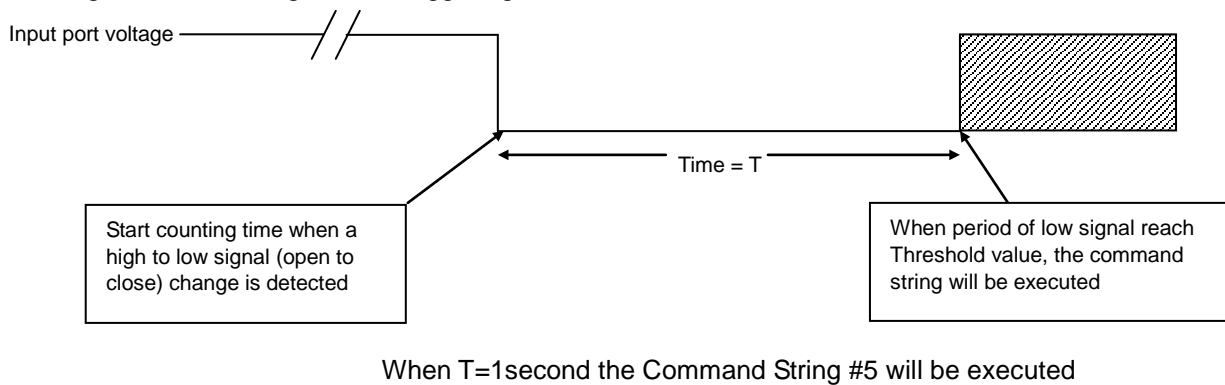 Input port voltage
Time = T
Start counting time when a
high to low signal (open to
close) change is detected
When period of low signal reach
Threshold value, the command
string will be executed
When T=1second the Command String #5 will be executed